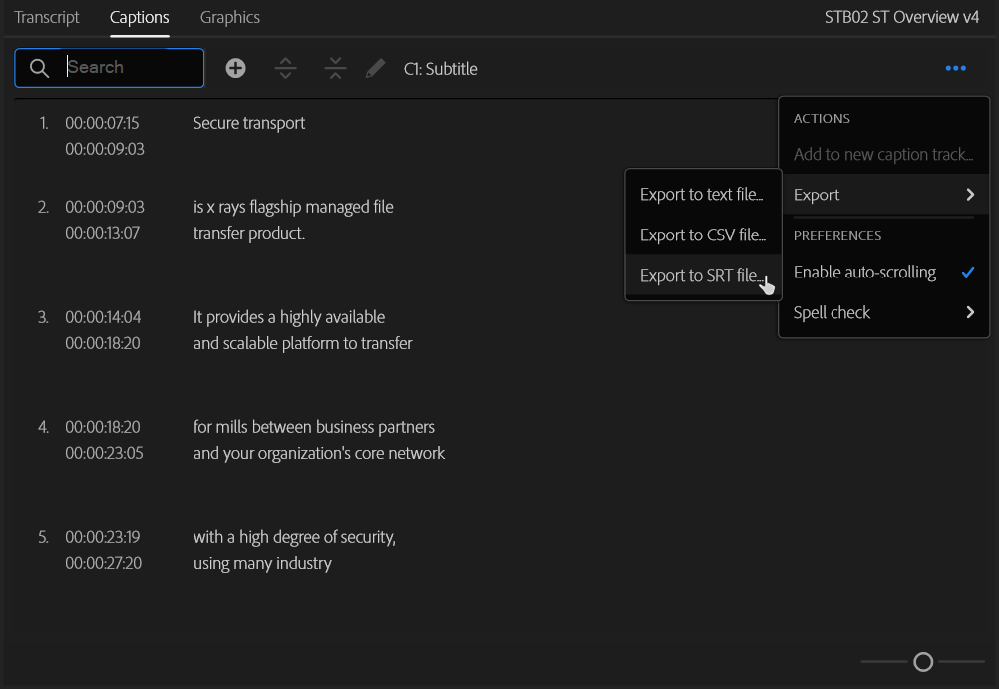 Transcript Captions Graphics STB02 ST Overview v4
Search C1: Subtitle
1. 00:00:07:15 Secure transport
00:00:09:03
2. 00:00:09:03 is x rays flagship managed file
00:00:13:07 transfer product.
3. 00:00:14:04 It provides a highly available
00:00:18:20 and scalable platform to transfer
4. 00:00:18:20 for mills between business partners
00:00:23:05 and your organization's core network
5. 00:00:23:19 with a high degree of security,
00:00:27:20 using many industry
ACTIONS
Add to new caption track...
Export
Export to text file...
Export to CSV file...
Export to SRT file...
PREFERENCES
Enable auto-scrolling
Spell check